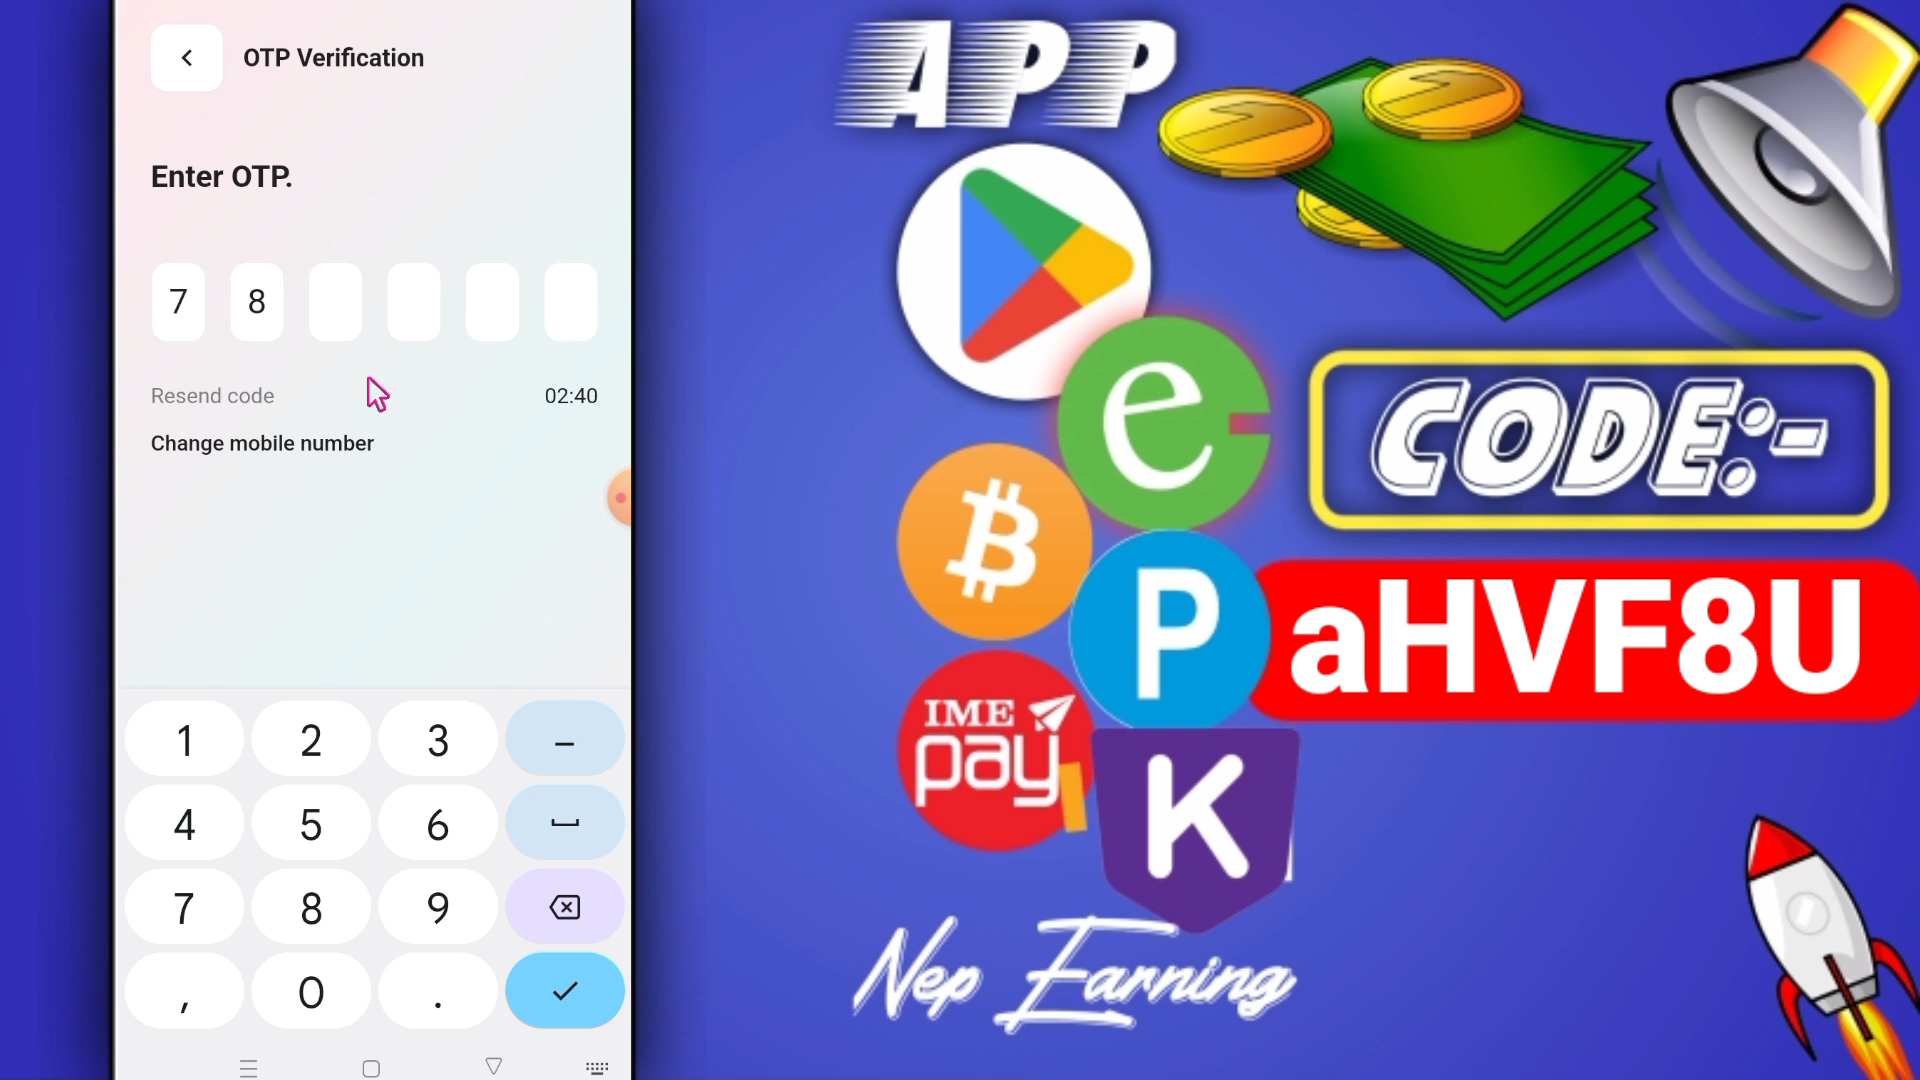 OTP Verification
Enter OTP.
7 8
Resend code 02:40
Change mobile number
1 2 3 –
4 5 6
7 8 9
, 0 .
APP
e
CODE:-
P
aHVF8U
IME
pay
K
Nep Earning